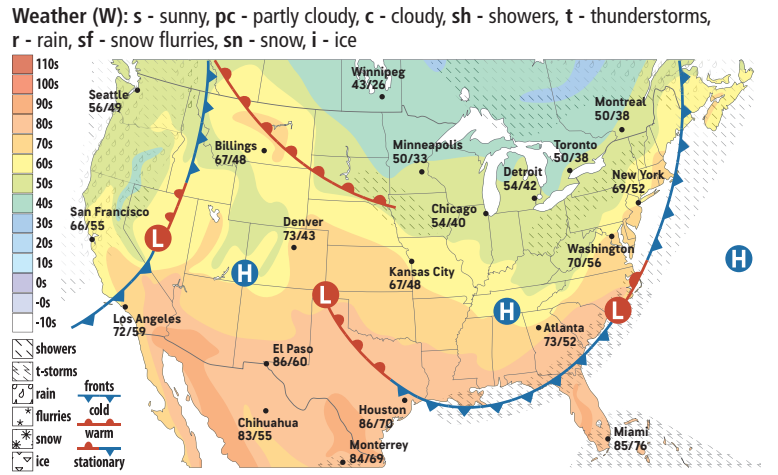 Weather (W): s - sunny, pc - partly cloudy, c - cloudy, sh - showers, t - thunderstorms,
r - rain, sf - snow flurries, sn - snow, i - ice
110s
100s
90s
80s
70s
60s
50s
40s
30s
20s
10s
0s
-0s
-10s
showers
t-storms
rain
flurries
snow
ice
fronts
cold
warm
stationary
Seattle
56/49
Winnipeg
43/26
Montreal
50/38
Billings
67/48
Minneapolis
50/33
Toronto
50/38
Detroit
54/42
New York
69/52
San Francisco
66/55
Denver
73/43
Chicago
54/40
Washington
70/56
Kansas City
67/48
L
H
L
H
L
H
Los Angeles
72/59
Atlanta
73/52
El Paso
86/60
Houston
86/70
Chihuahua
83/55
Monterrey
84/69
Miami
85/76